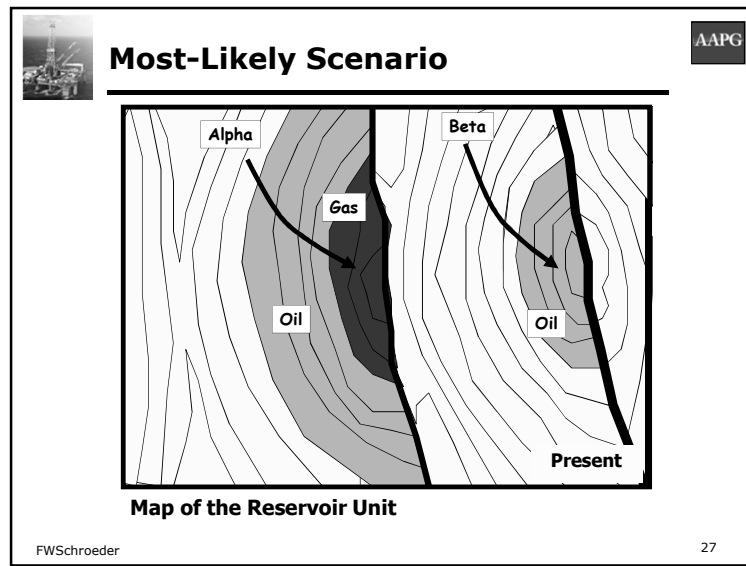 Most-Likely Scenario
AAPG
Alpha
Beta
Gas
Oil
Oil
Present
Map of the Reservoir Unit
FWSchroeder
27